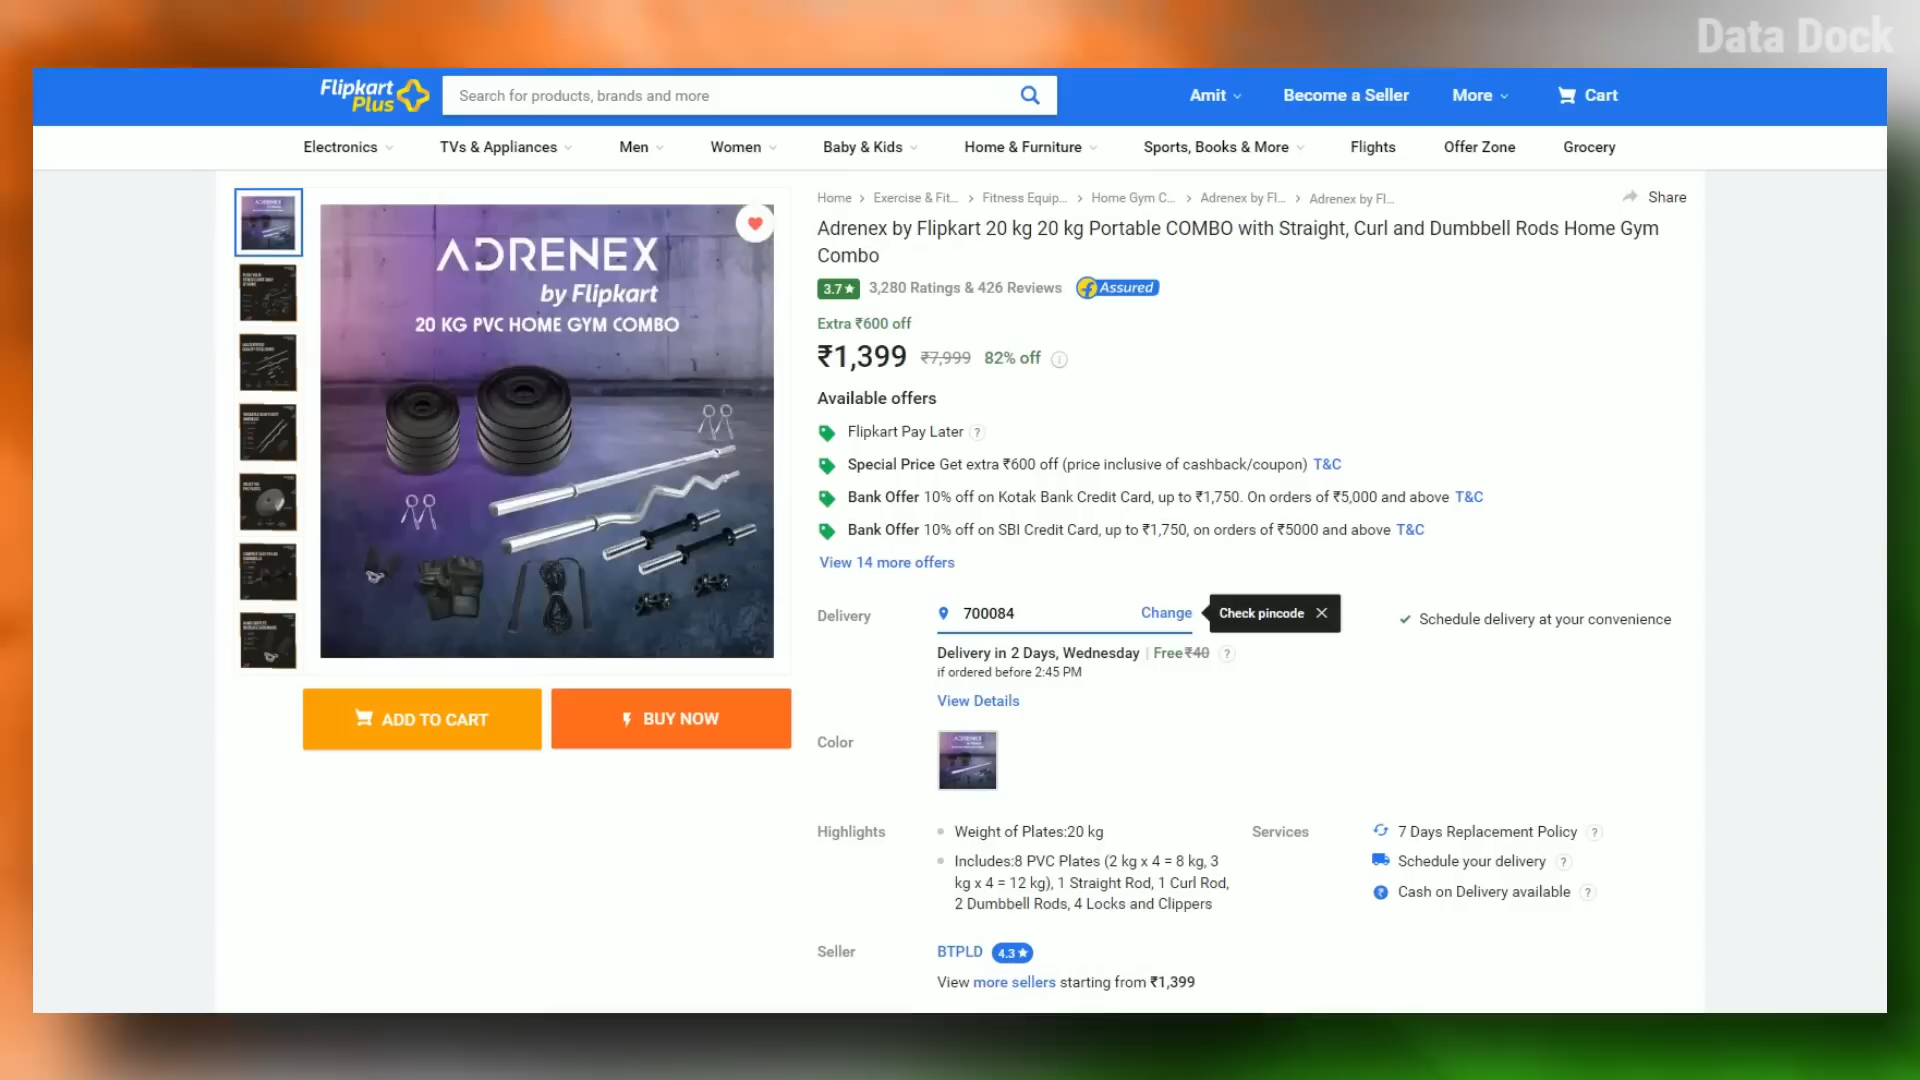 Data Dock
Flipkart
Plus
Search for products, brands and more
Amit
Become a Seller
More
Cart
Electronics
TVs & Appliances
Men
Women
Baby & Kids
Home & Furniture
Sports, Books & More
Flights
Offer Zone
Grocery
Home > Exercise & Fit... > Fitness Equip... > Home Gym C... > Adrenex by Fl... > Adrenex by Fl...
Share
Adrenex by Flipkart 20 kg 20 kg Portable COMBO with Straight, Curl and Dumbbell Rods Home Gym
Combo
3.7★ 3,280 Ratings & 426 Reviews Assured
Extra ₹600 off
₹1,399 ₹7,999 82% off
ADRENEX
by Flipkart
20 KG PVC HOME GYM COMBO
Available offers
Flipkart Pay Later ?
Special Price Get extra ₹600 off (price inclusive of cashback/coupon) T&C
Bank Offer 10% off on Kotak Bank Credit Card, up to ₹1,750. On orders of ₹5,000 and above T&C
Bank Offer 10% off on SBI Credit Card, up to ₹1,750, on orders of ₹5000 and above T&C
View 14 more offers
Delivery
700084
Change
Check pincode ✕
Schedule delivery at your convenience
Delivery in 2 Days, Wednesday | Free ₹40 ?
if ordered before 2:45 PM
View Details
ADD TO CART
BUY NOW
Color
ADRENEX
Highlights
Weight of Plates:20 kg
Includes:8 PVC Plates (2 kg x 4 = 8 kg, 3
kg x 4 = 12 kg), 1 Straight Rod, 1 Curl Rod,
2 Dumbbell Rods, 4 Locks and Clippers
Services
7 Days Replacement Policy ?
Schedule your delivery ?
Cash on Delivery available ?
Seller
BTPLD 4.3★
View more sellers starting from ₹1,399